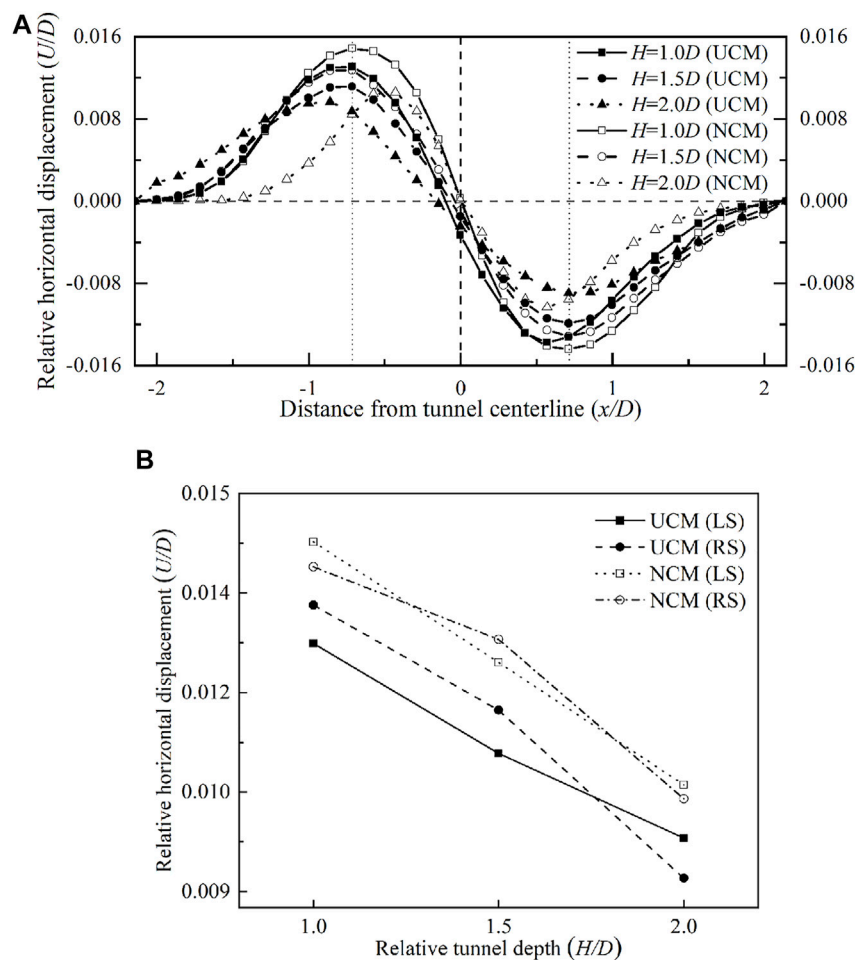 A
Relative horizontal displacement (U/D)
0.016
0.008
0.000
-0.008
-0.016
0.016
0.008
0.000
-0.008
-0.016
H=1.0D (UCM)
H=1.5D (UCM)
H=2.0D (UCM)
H=1.0D (NCM)
H=1.5D (NCM)
H=2.0D (NCM)
-2 -1 0 1 2
Distance from tunnel centerline (x/D)
B
Relative horizontal displacement (U/D)
0.015
0.014
0.012
0.010
0.009
UCM (LS)
UCM (RS)
NCM (LS)
NCM (RS)
1.0 1.5 2.0
Relative tunnel depth (H/D)